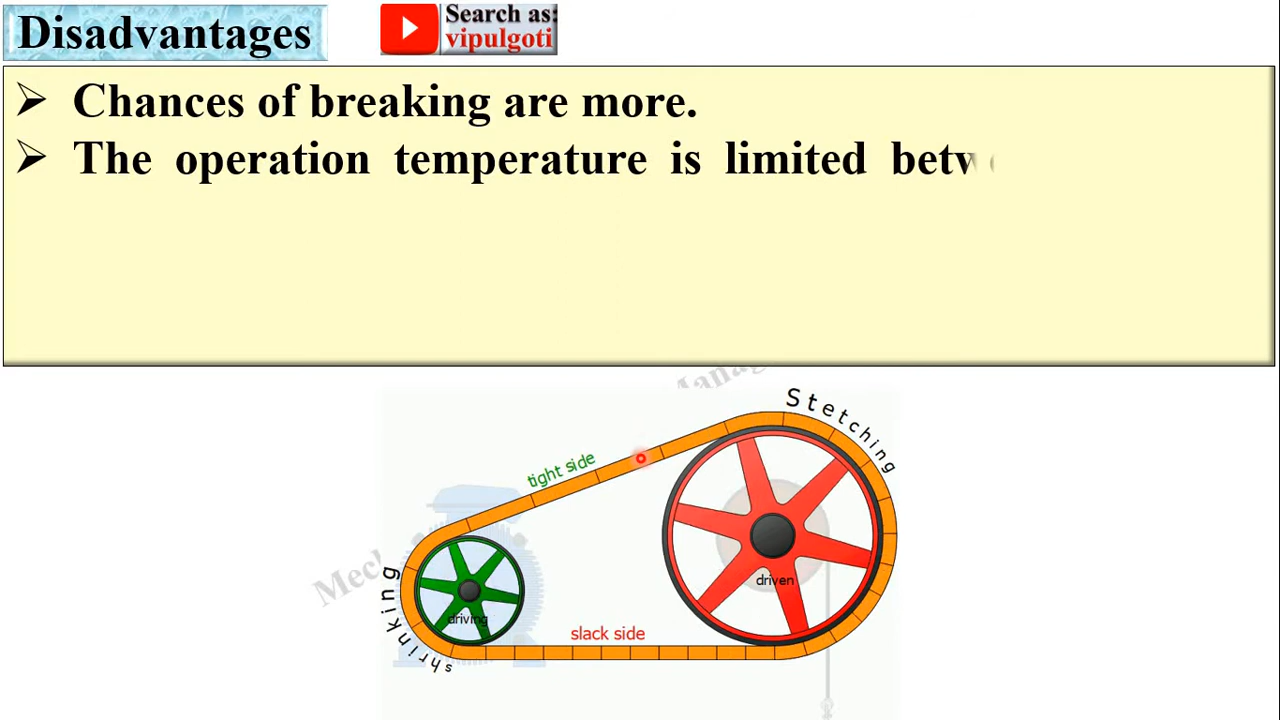 Disadvantages
Search as:
vipulgoti
➢ Chances of breaking are more.
➢ The operation temperature is limited
Stetching
tight side
driven
driving
shrinking
slack side